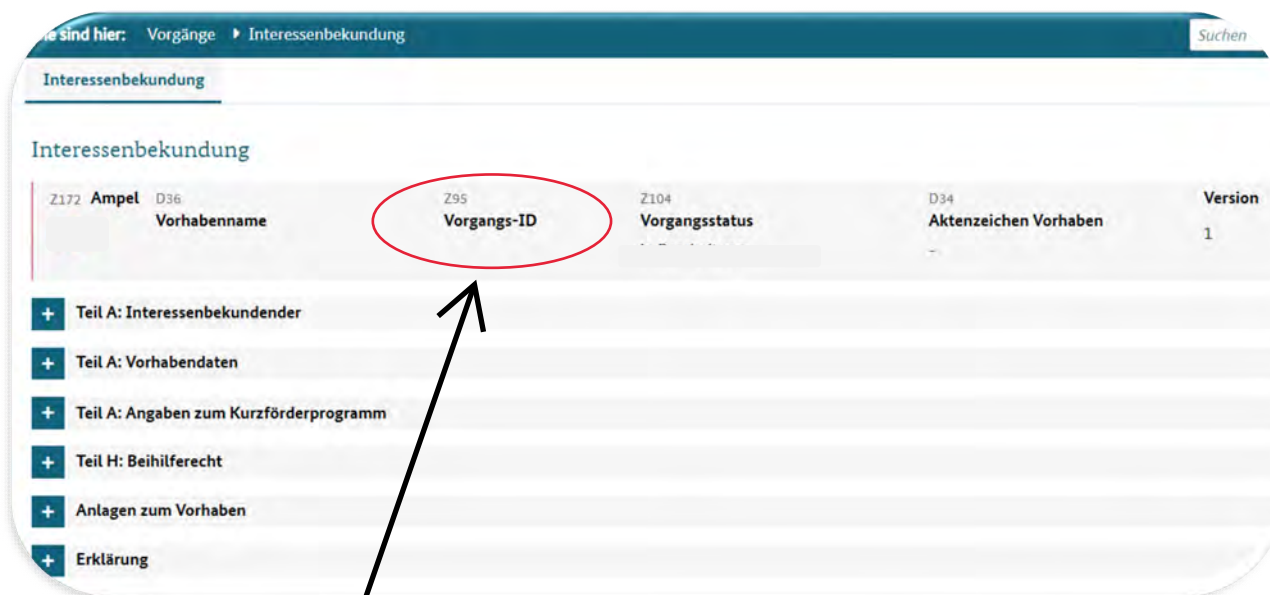 sind hier: Vorgänge Interessenbekundung Suchen
Interessenbekundung
Interessenbekundung
Z172 Ampel D36 Z95 Z104 D34 Version
Vorhabenname Vorgangs-ID Vorgangsstatus Aktenzeichen Vorhaben
1
+ Teil A: Interessenbekundender
+ Teil A: Vorhabendaten
+ Teil A: Angaben zum Kurzförderprogramm
+ Teil H: Beihilferecht
+ Anlagen zum Vorhaben
+ Erklärung